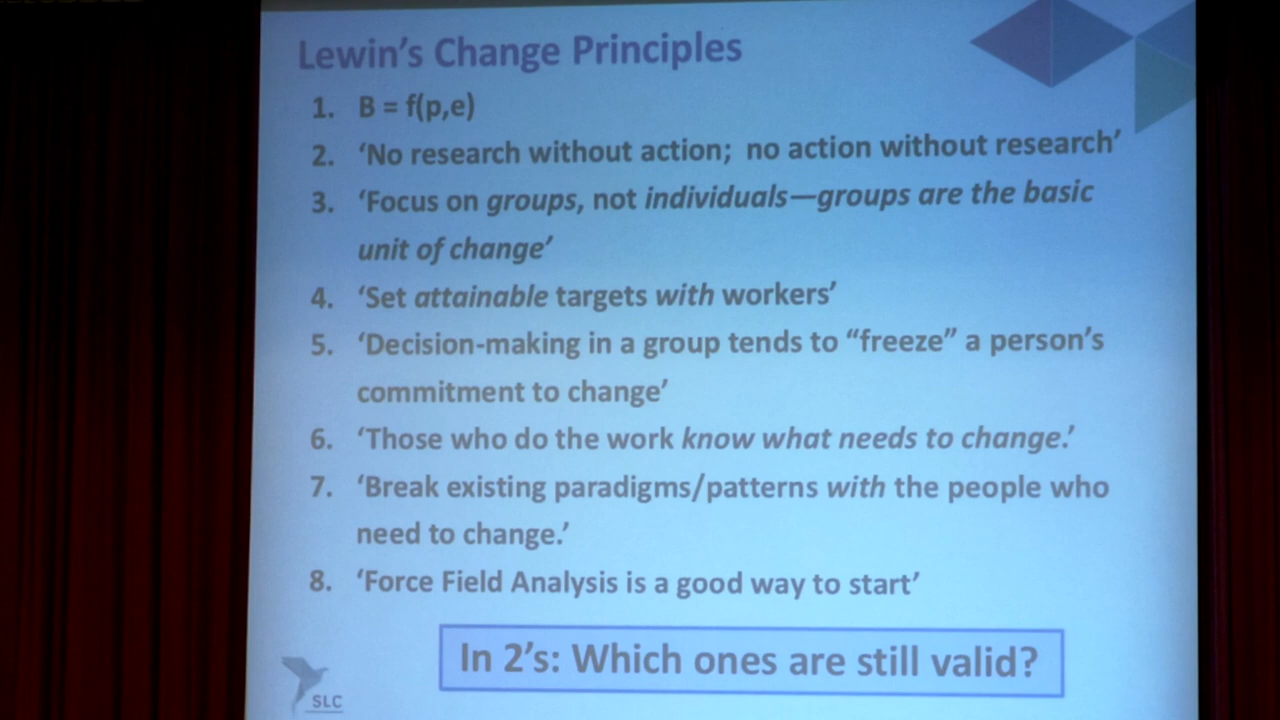 Lewin's Change Principles
1. B = f(p,e)
2. 'No research without action; no action without research'
3. 'Focus on groups, not individuals—groups are the basic
unit of change'
4. 'Set attainable targets with workers'
5. 'Decision-making in a group tends to “freeze” a person's
commitment to change'
6. 'Those who do the work know what needs to change.'
7. 'Break existing paradigms/patterns with the people who
need to change.'
8. 'Force Field Analysis is a good way to start'
In 2's: Which ones are still valid?
SLC